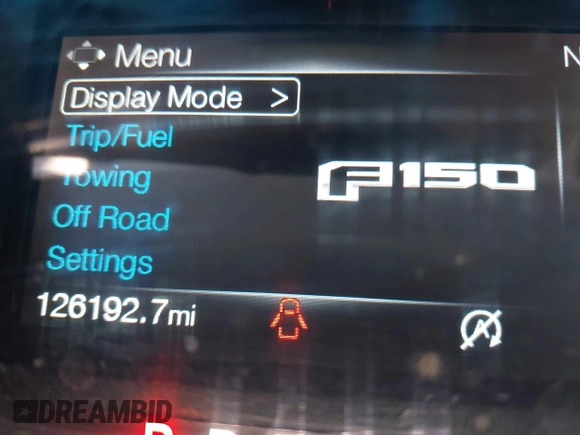 Menu
N
Display Mode >
Trip/Fuel
Towing
F150
Off Road
Settings
126192.7mi
A
DREAMBID